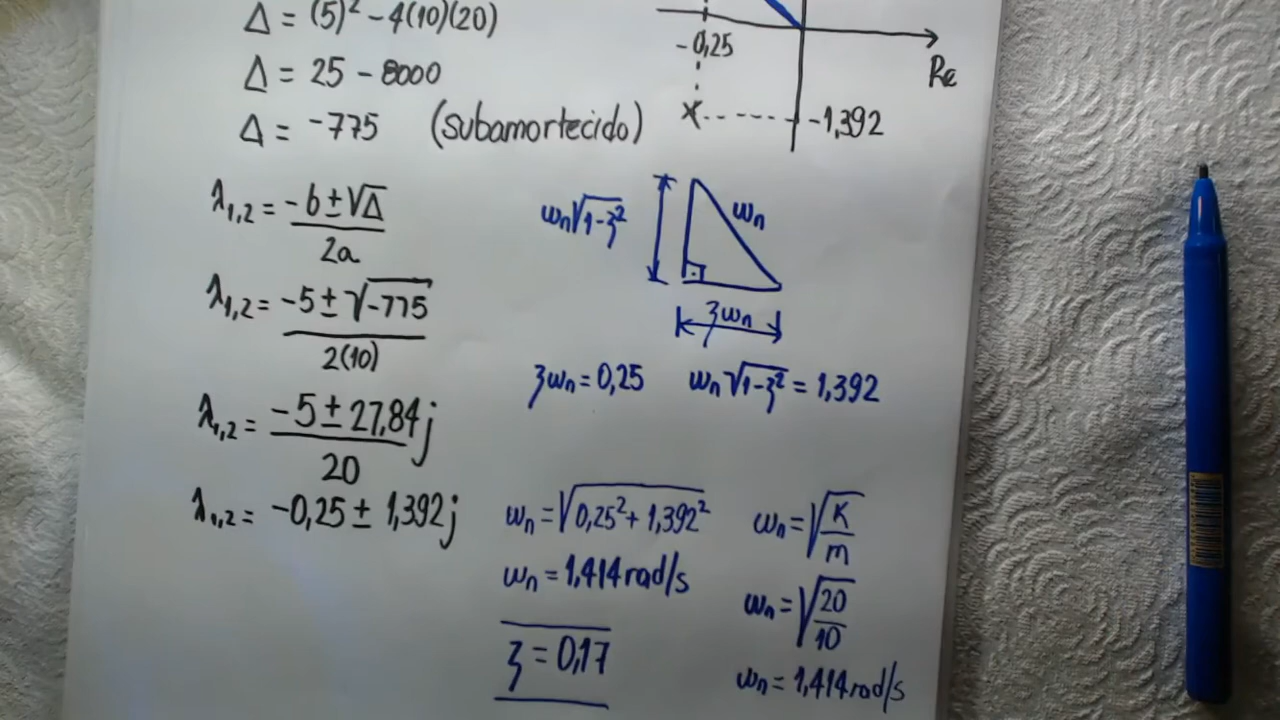 Δ = (5)² - 4(10)(20)
Δ = 25 - 8000
Δ = -775 (subamortecido)
λ₁,₂ = (-b ± √Δ)/2a
λ₁,₂ = (-5 ± √-775)/2(10)
λ₁,₂ = (-5 ± 27,84j)/20
λ₁,₂ = -0,25 ± 1,392j
-0,25
Re
-1,392
ωn√1-ζ²
ωn
ζωn
ζωn = 0,25 ωn√1-ζ² = 1,392
ωn = √0,25² + 1,392²
ωn = 1,414 rad/s
ζ = 0,17
ωn = √K/m
ωn = √20/10
ωn = 1,414 rad/s